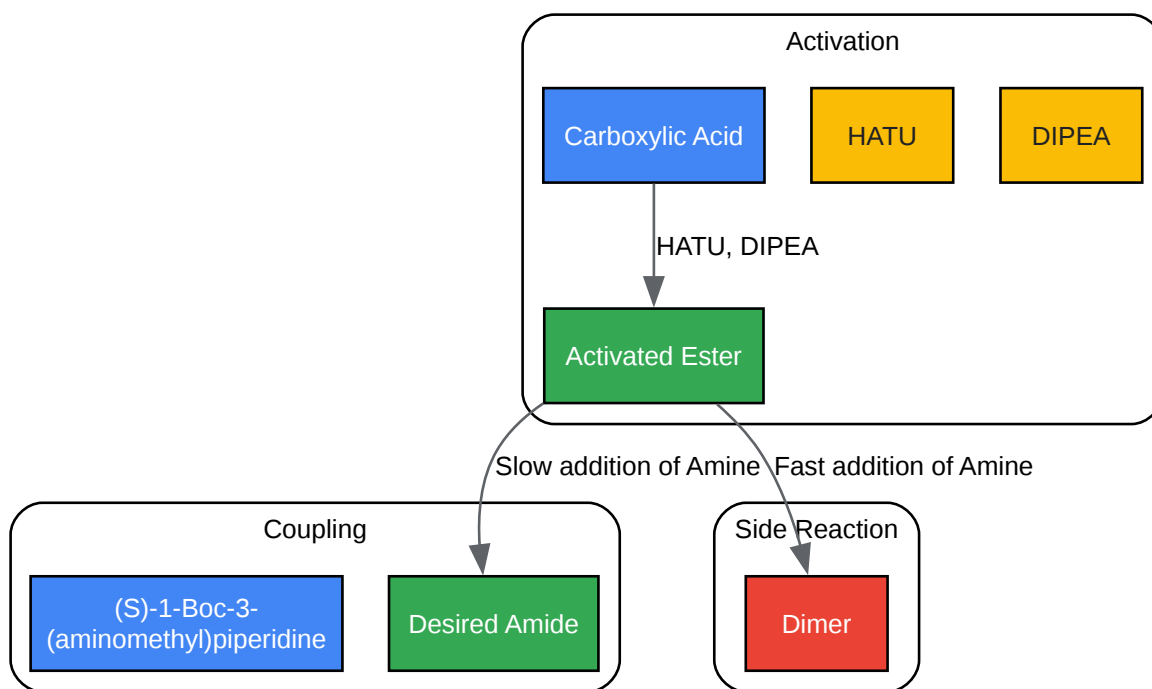 Activation
Carboxylic Acid
HATU
DIPEA
HATU, DIPEA
Activated Ester
Slow addition of Amine
Fast addition of Amine
Coupling
Side Reaction
(S)-1-Boc-3-
(aminomethyl)piperidine
Desired Amide
Dimer